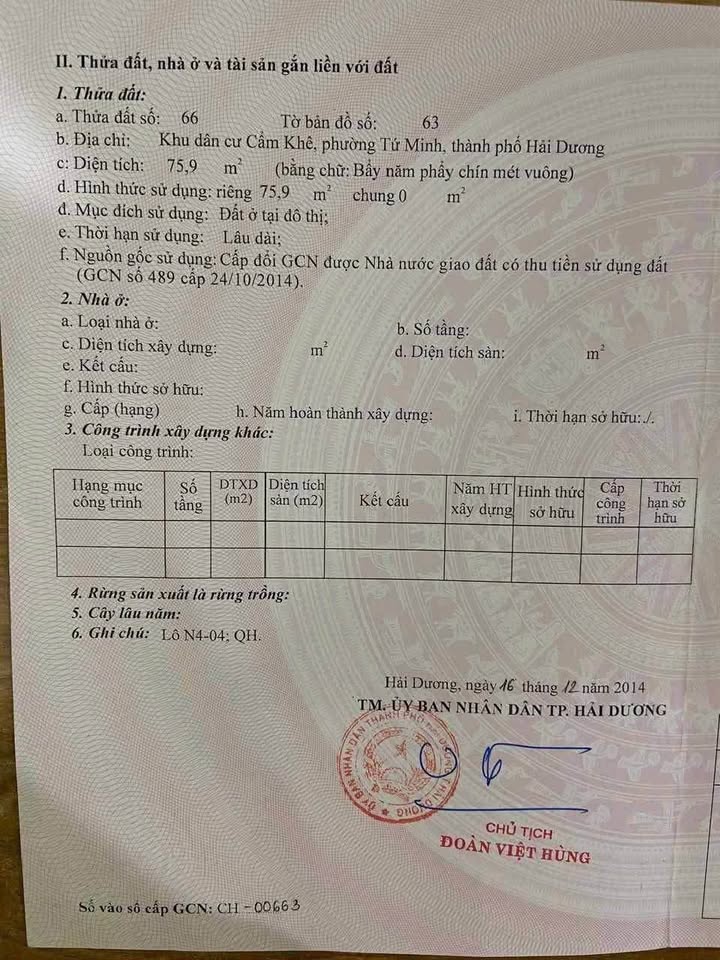 II. Thửa đất, nhà ở và tài sản gắn liền với đất
1. Thửa đất:
a. Thửa đất số: 66 Tờ bản đồ số: 63
b. Địa chỉ: Khu dân cư Cẩm Khê, phường Tứ Minh, thành phố Hải Dương
c: Diện tích: 75,9 m² (bằng chữ: Bẩy năm phẩy chín mét vuông)
d. Hình thức sử dụng: riêng 75,9 m² chung 0 m²
đ. Mục đích sử dụng: Đất ở tại đô thị;
e. Thời hạn sử dụng: Lâu dài;
f. Nguồn gốc sử dụng: Cấp đổi GCN được Nhà nước giao đất có thu tiền sử dụng đất
(GCN số 489 cấp 24/10/2014).
2. Nhà ở:
a. Loại nhà ở: b. Số tầng:
c. Diện tích xây dựng: m² d. Diện tích sàn: m²
e. Kết cấu:
f. Hình thức sở hữu:
g. Cấp (hạng) h. Năm hoàn thành xây dựng: i. Thời hạn sở hữu:./.
3. Công trình xây dựng khác:
Loại công trình:
Hạng mục công trình
Số tầng
DTXD (m2)
Diện tích sàn (m2)
Kết cấu
Năm HT xây dựng
Hình thức sở hữu
Cấp công trình
Thời hạn sở hữu
4. Rừng sản xuất là rừng trồng:
5. Cây lâu năm:
6. Ghi chú: Lô N4-04; QH.
Hải Dương, ngày 16 tháng 12 năm 2014
TM. ỦY BAN NHÂN DÂN TP. HẢI DƯƠNG
ỦY BAN NHÂN DÂN THÀNH PHỐ
CHỦ TỊCH
ĐOÀN VIỆT HÙNG
Số vào sổ cấp GCN: CH - 00663